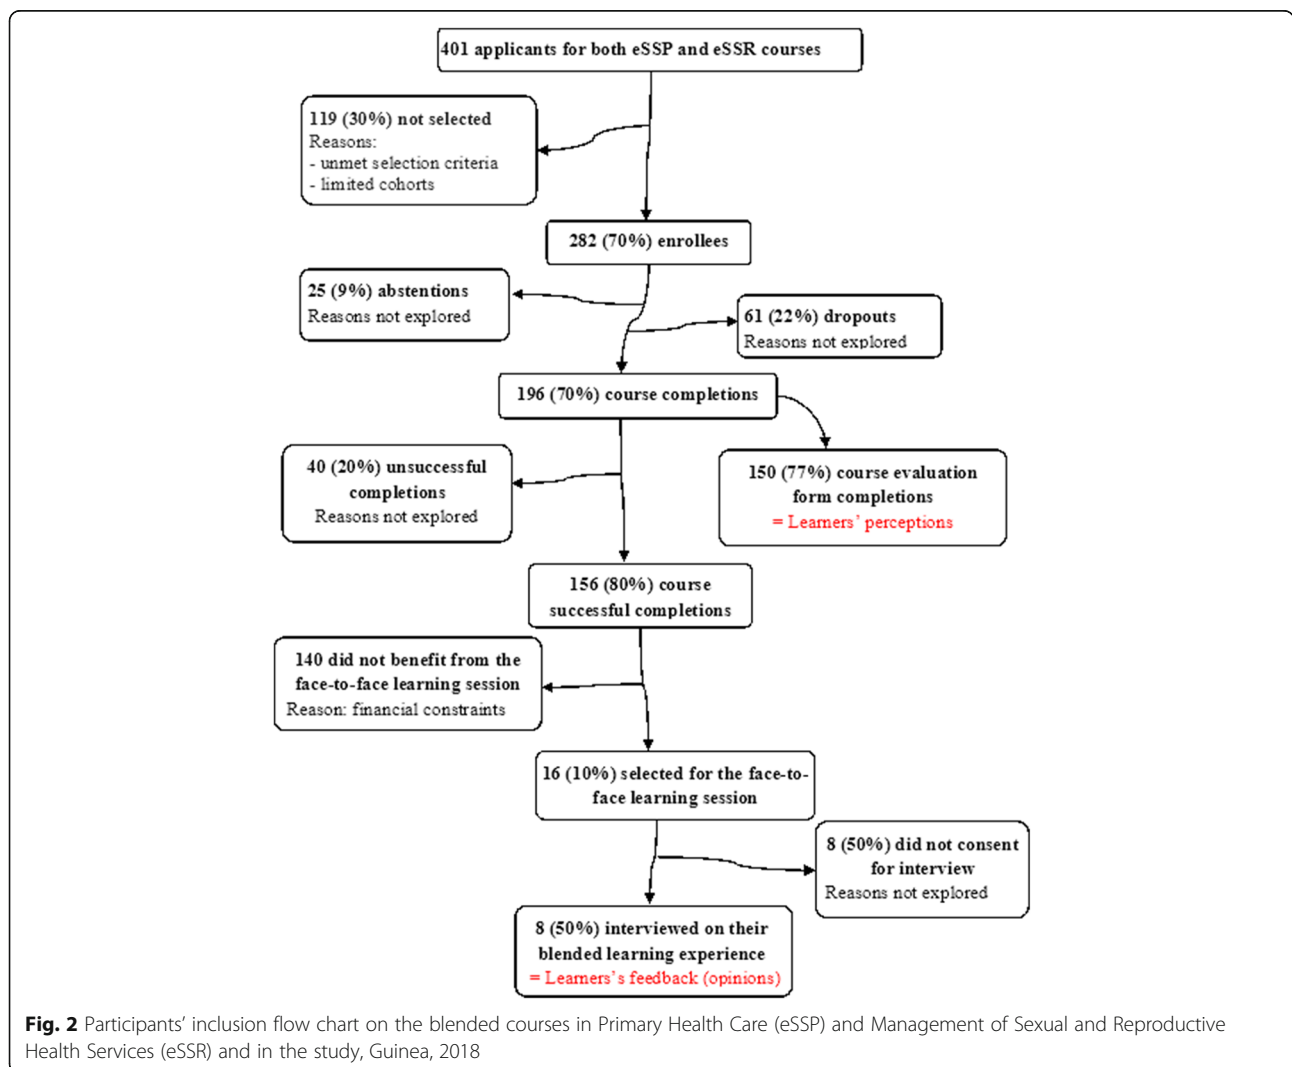 401 applicants for both eSSP and eSSR courses
119 (30%) not selected
Reasons:
- unmet selection criteria
- limited cohorts
282 (70%) enrollees
25 (9%) abstentions
Reasons not explored
61 (22%) dropouts
Reasons not explored
196 (70%) course completions
40 (20%) unsuccessful
completions
Reasons not explored
150 (77%) course evaluation
form completions
= Learners' perceptions
156 (80%) course
successful completions
140 did not benefit from the
face-to-face learning session
Reason: financial constraints
16 (10%) selected for the face-to-
face learning session
8 (50%) did not consent
for interview
Reasons not explored
8 (50%) interviewed on their
blended learning experience
= Learners's feedback (opinions)
Fig. 2 Participants' inclusion flow chart on the blended courses in Primary Health Care (eSSP) and Management of Sexual and Reproductive
Health Services (eSSR) and in the study, Guinea, 2018